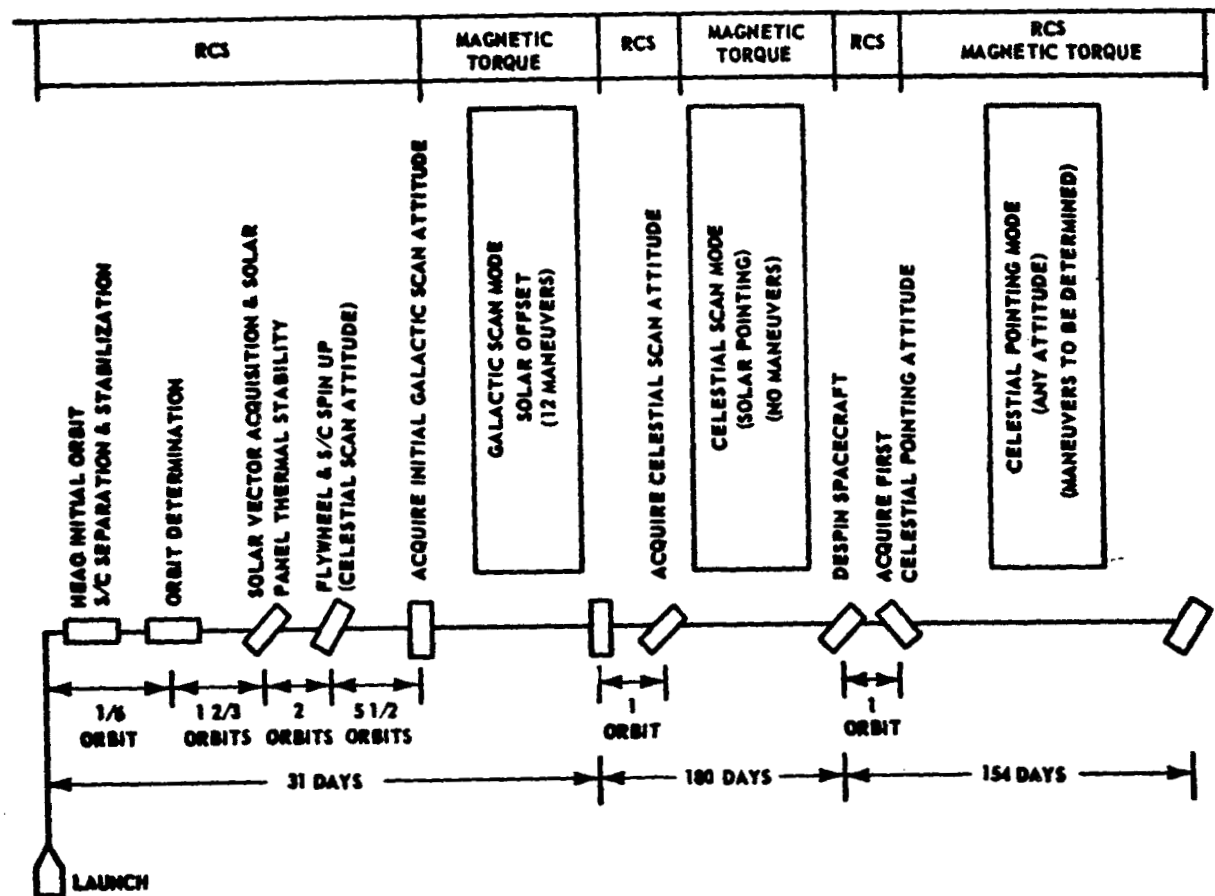 RCS
MAGNETIC
TORQUE
RCS
MAGNETIC
TORQUE
RCS
RCS
MAGNETIC TORQUE
HEAO INITIAL ORBIT
S/C SEPARATION & STABILIZATION
ORBIT DETERMINATION
SOLAR VECTOR ACQUISITION & SOLAR
PANEL THERMAL STABILITY
FLYWHEEL & S/C SPIN UP
(CELESTIAL SCAN ATTITUDE)
ACQUIRE INITIAL GALACTIC SCAN ATTITUDE
GALACTIC SCAN MODE
SOLAR OFFSET
(12 MANEUVERS)
ACQUIRE CELESTIAL SCAN ATTITUDE
CELESTIAL SCAN MODE
(SOLAR POINTING)
(NO MANEUVERS)
DESPIN SPACECRAFT
ACQUIRE FIRST
CELESTIAL POINTING ATTITUDE
CELESTIAL POINTING MODE
(ANY ATTITUDE)
(MANEUVERS TO BE DETERMINED)
1/6
ORBIT
1 2/3
ORBITS
2
ORBITS
5 1/2
ORBITS
1
ORBIT
1
ORBIT
31 DAYS
180 DAYS
154 DAYS
LAUNCH